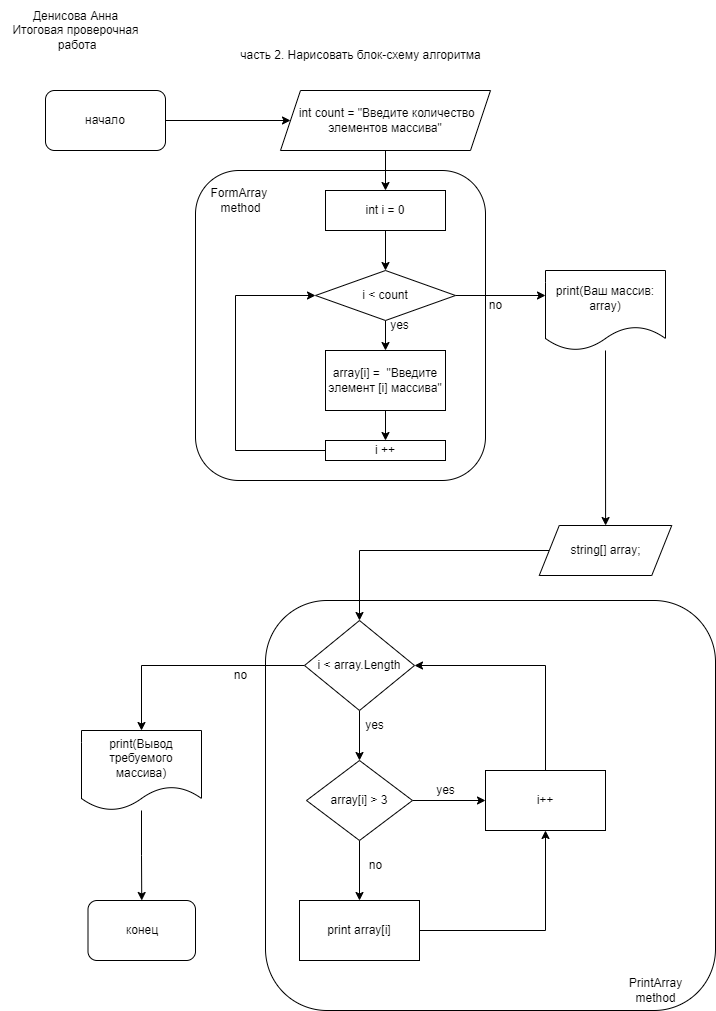 Денисова Анна
Итоговая проверочная
работа
часть 2. Нарисовать блок-схему алгоритма
начало
int count = "Введите количество
элементов массива"
FormArray
method
int i = 0
i < count
no
yes
print(Ваш массив:
array)
array[i] = "Введите
элемент [i] массива"
i ++
string[] array;
i < array.Length
no
yes
print(Вывод
требуемого
массива)
array[i] > 3
yes
i++
no
конец
print array[i]
PrintArray
method